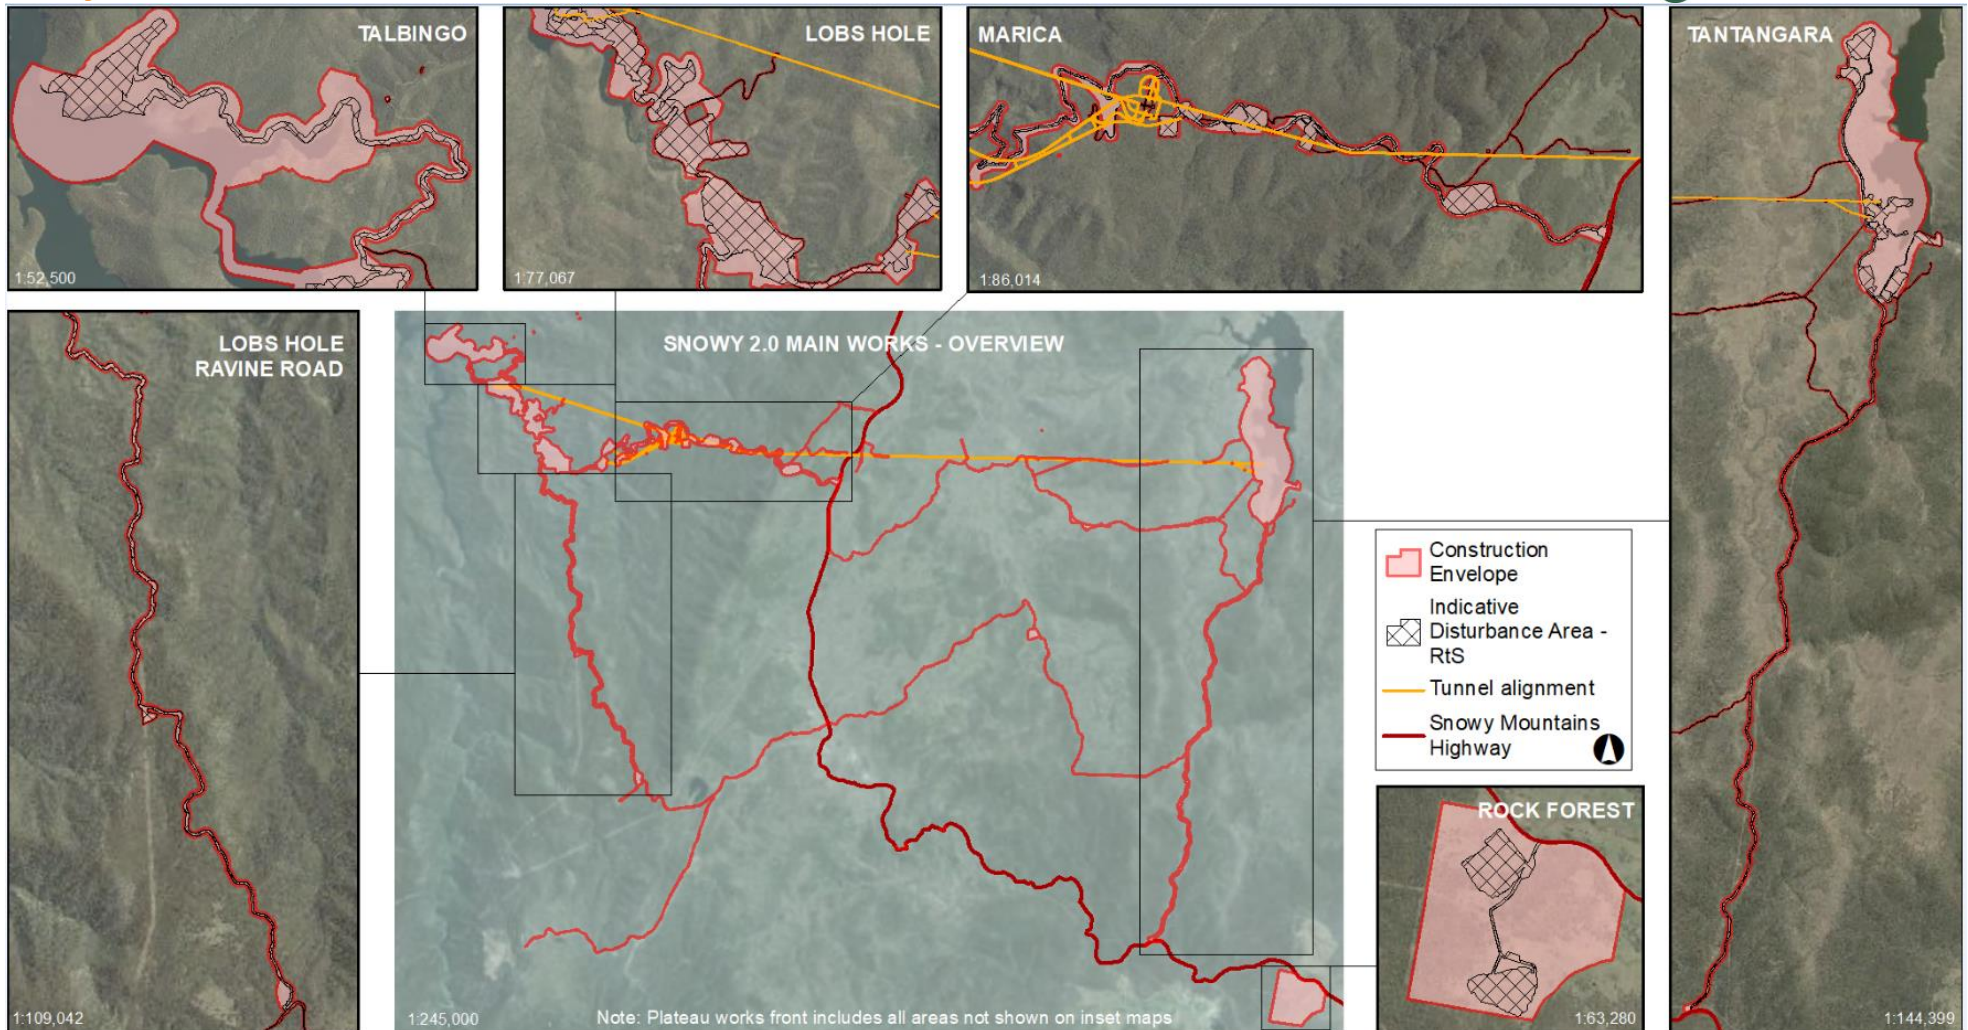 TALBINGO
1:52,500
LOBS HOLE
1:77,067
MARICA
1:86,014
TANTANGARA
1:144,399
LOBS HOLE
RAVINE ROAD
1:109,042
SNOWY 2.0 MAIN WORKS - OVERVIEW
1:245,000
Note: Plateau works front includes all areas not shown on inset maps
Construction
Envelope
Indicative
Disturbance Area -
RtS
Tunnel alignment
Snowy Mountains
Highway
ROCK FOREST
1:63,280